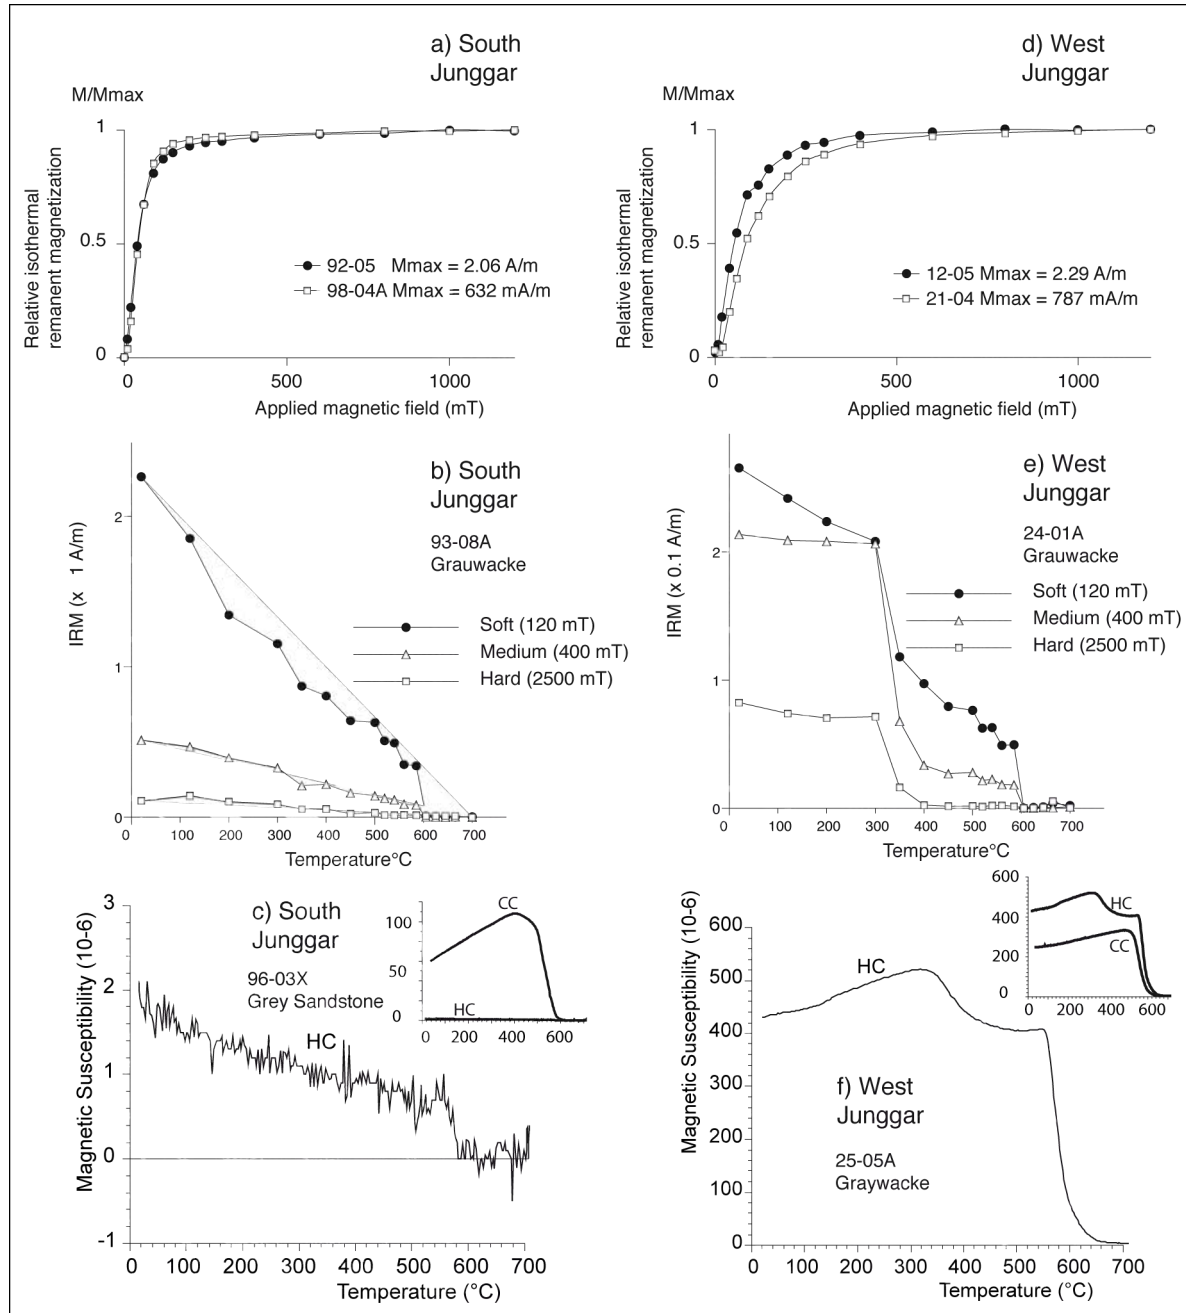 a) South
Junggar
M/Mmax
1
0.5
0
Relative isothermal
remanent magnetization
92-05 Mmax = 2.06 A/m
98-04A Mmax = 632 mA/m
0 500 1000
Applied magnetic field (mT)
d) West
Junggar
M/Mmax
1
0.5
0
Relative isothermal
remanent magnetization
12-05 Mmax = 2.29 A/m
21-04 Mmax = 787 mA/m
0 500 1000
Applied magnetic field (mT)
b) South
Junggar
93-08A
Grauwacke
IRM (x 1 A/m)
2
1
0
Soft (120 mT)
Medium (400 mT)
Hard (2500 mT)
0 100 200 300 400 500 600 700
Temperature°C
e) West
Junggar
24-01A
Grauwacke
IRM (x 0.1 A/m)
2
1
0
Soft (120 mT)
Medium (400 mT)
Hard (2500 mT)
0 100 200 300 400 500 600 700
Temperature°C
c) South
Junggar
96-03X
Grey Sandstone
Magnetic Susceptibility (10-6)
3
2
1
0
-1
HC
0 100 200 300 400 500 600 700
Temperature (°C)
CC
100
50
0
HC
0 200 400 600
f) West
Junggar
25-05A
Graywacke
Magnetic Susceptibility (10-6)
600
500
400
300
200
100
0
HC
0 100 200 300 400 500 600 700
Temperature (°C)
600
400
200
0
HC
CC
0 200 400 600